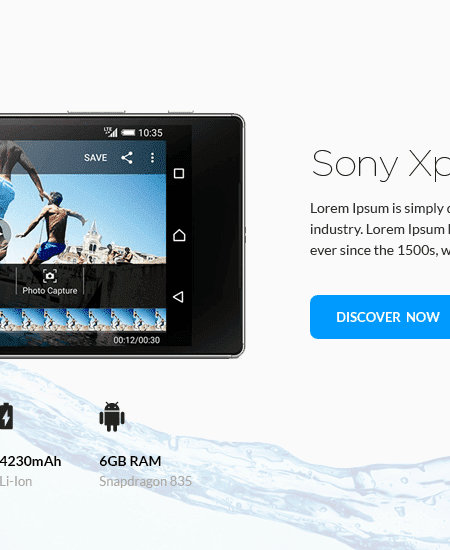 LTE
10:35
SAVE
Photo Capture
00:12/00:30
Sony Xp
Lorem Ipsum is simply
industry. Lorem Ipsum
ever since the 1500s, w
DISCOVER NOW
4230mAh
Li-Ion
6GB RAM
Snapdragon 835